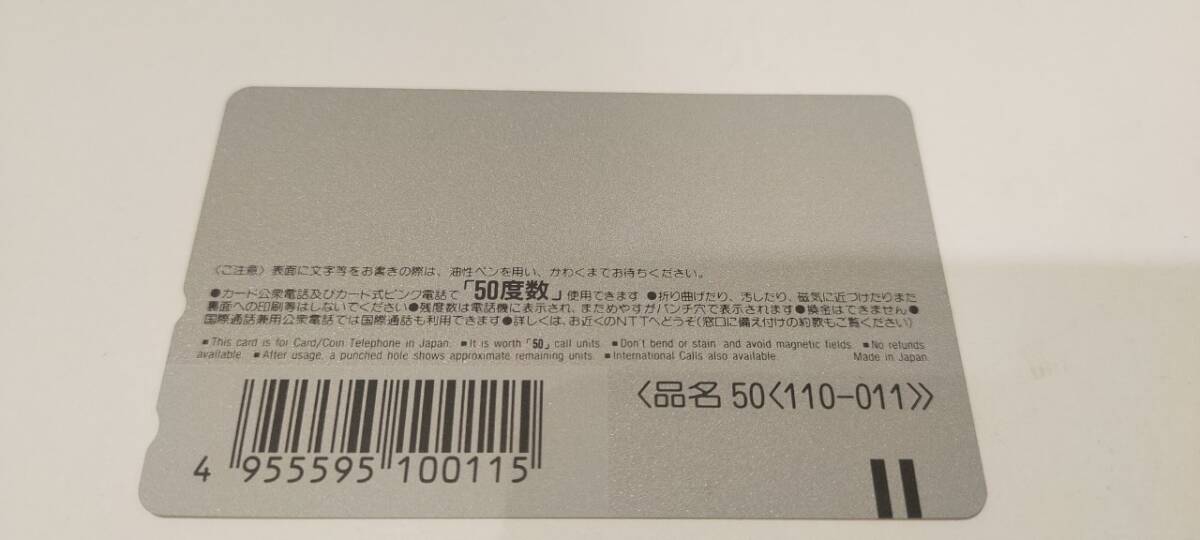 〈ご注意〉表面に文字等をお書きの際は、油性ペンを用い、かわくまでお待ちください。
●カード公衆電話及びカード式ピンク電話で「50度数」使用できます ●折り曲げたり、汚したり、磁気に近づけたりまた
裏面への印刷等はしないでください●残度数は電話機に表示され、まためやすがパンチ穴で表示されます●換金はできません●
国際通話兼用公衆電話では国際通話も利用できます●詳しくは、お近くのNTTへどうぞ(窓口に備え付けの約款もご覧ください)
■This card is for Card/Coin Telephone in Japan. ■It is worth「50」call units. ■Don't bend or stain and avoid magnetic fields. ■No refunds
available. ■After usage, a punched hole shows approximate remaining units. ■International Calls also available. Made in Japan.
〈品名 50〈110-011〉〉
4 955595 100115